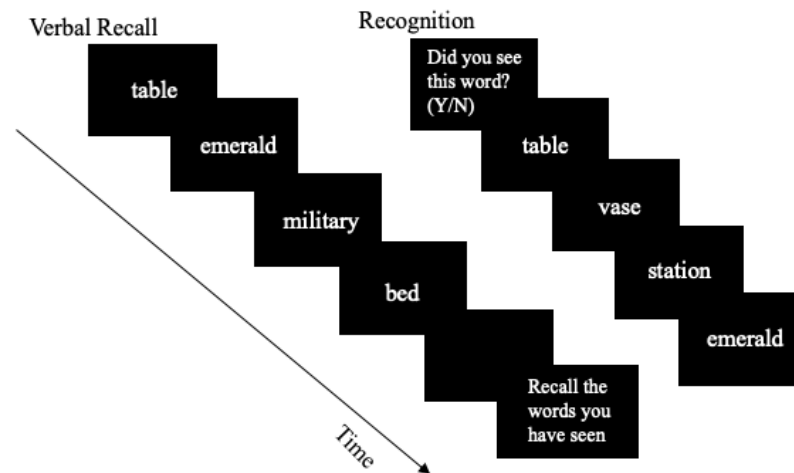 Verbal Recall
table
emerald
military
bed
Recall the
words you
have seen
Time
Recognition
Did you see
this word?
(Y/N)
table
vase
station
emerald